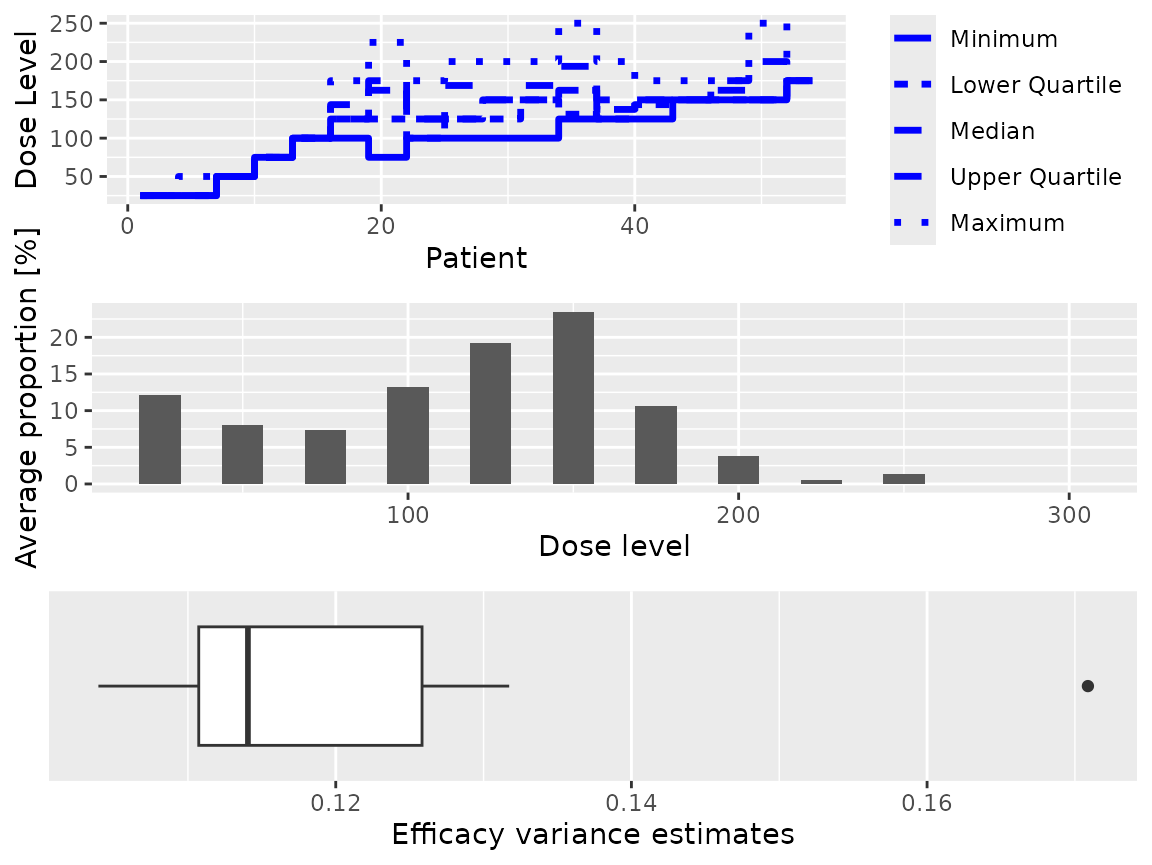 Dose Level
250
200
150
100
50
0
20
40
Patient
Minimum
Lower Quartile
Median
Upper Quartile
Maximum
Average proportion [%]
20
15
10
5
0
100
200
300
Dose level
0.12
0.14
0.16
Efficacy variance estimates